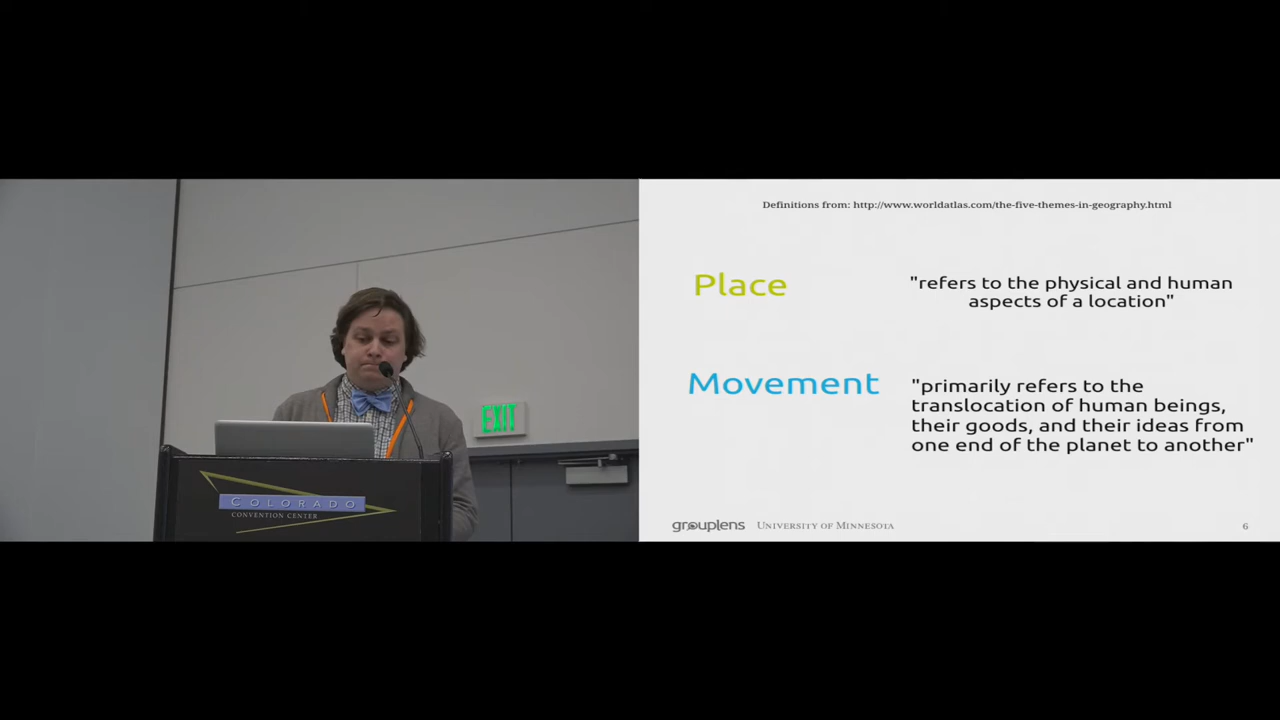 EXIT
COLORADO
CONVENTION CENTER
Definitions from: http://www.worldatlas.com/the-five-themes-in-geography.html
Place
"refers to the physical and human
aspects of a location"
Movement
"primarily refers to the
translocation of human beings,
their goods, and their ideas from
one end of the planet to another"
grouplens UNIVERSITY OF MINNESOTA
6